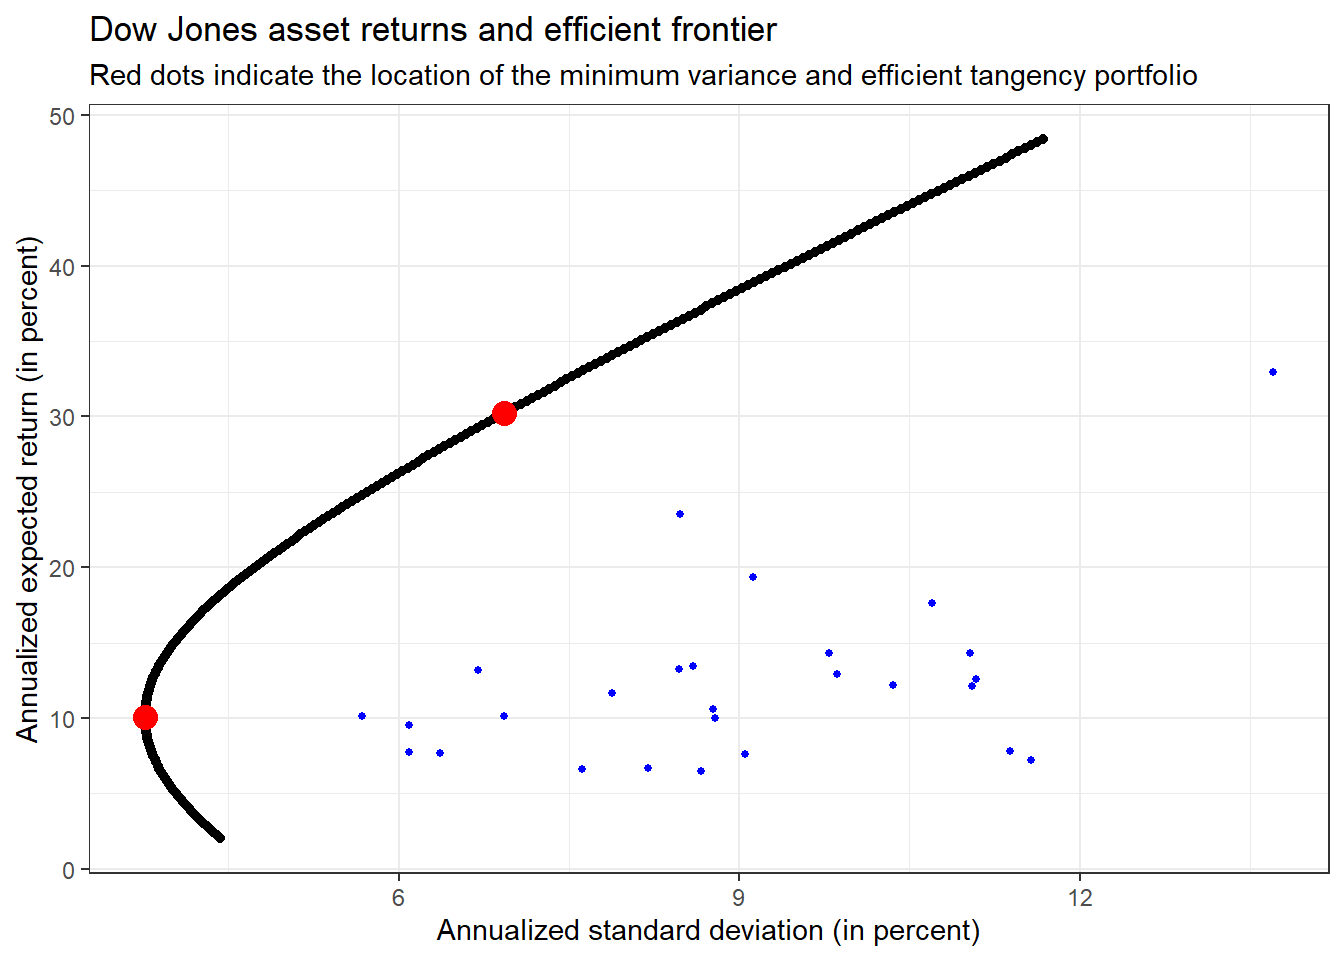 Dow Jones asset returns and efficient frontier
Red dots indicate the location of the minimum variance and efficient tangency portfolio
50
40
30
20
10
0
Annualized expected return (in percent)
6 9 12
Annualized standard deviation (in percent)